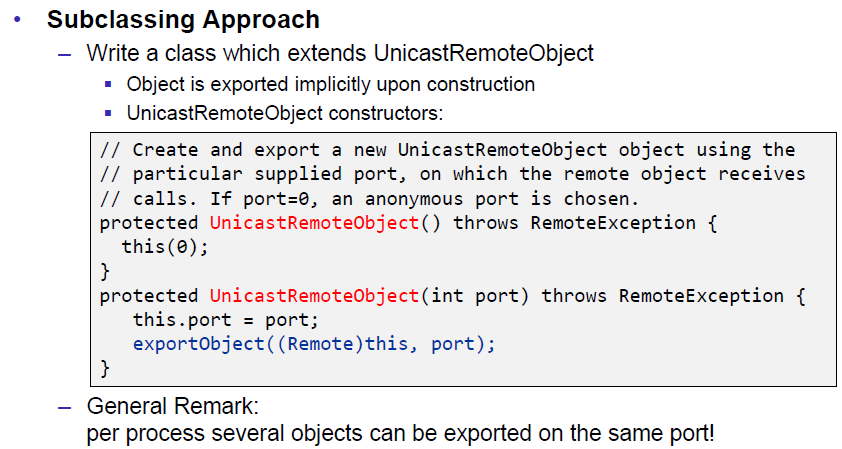 • Subclassing Approach
– Write a class which extends UnicastRemoteObject
▪ Object is exported implicitly upon construction
▪ UnicastRemoteObject constructors:
// Create and export a new UnicastRemoteObject object using the
// particular supplied port, on which the remote object receives
// calls. If port=0, an anonymous port is chosen.
protected UnicastRemoteObject() throws RemoteException {
  this(0);
}
protected UnicastRemoteObject(int port) throws RemoteException {
   this.port = port;
   exportObject((Remote)this, port);
}
– General Remark:
per process several objects can be exported on the same port!